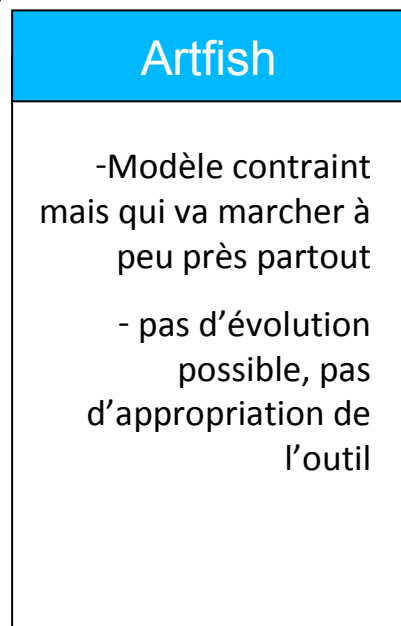 Artfish
-Modèle contraint
mais qui va marcher à
peu près partout
- pas d’évolution
possible, pas
d’appropriation de
l’outil